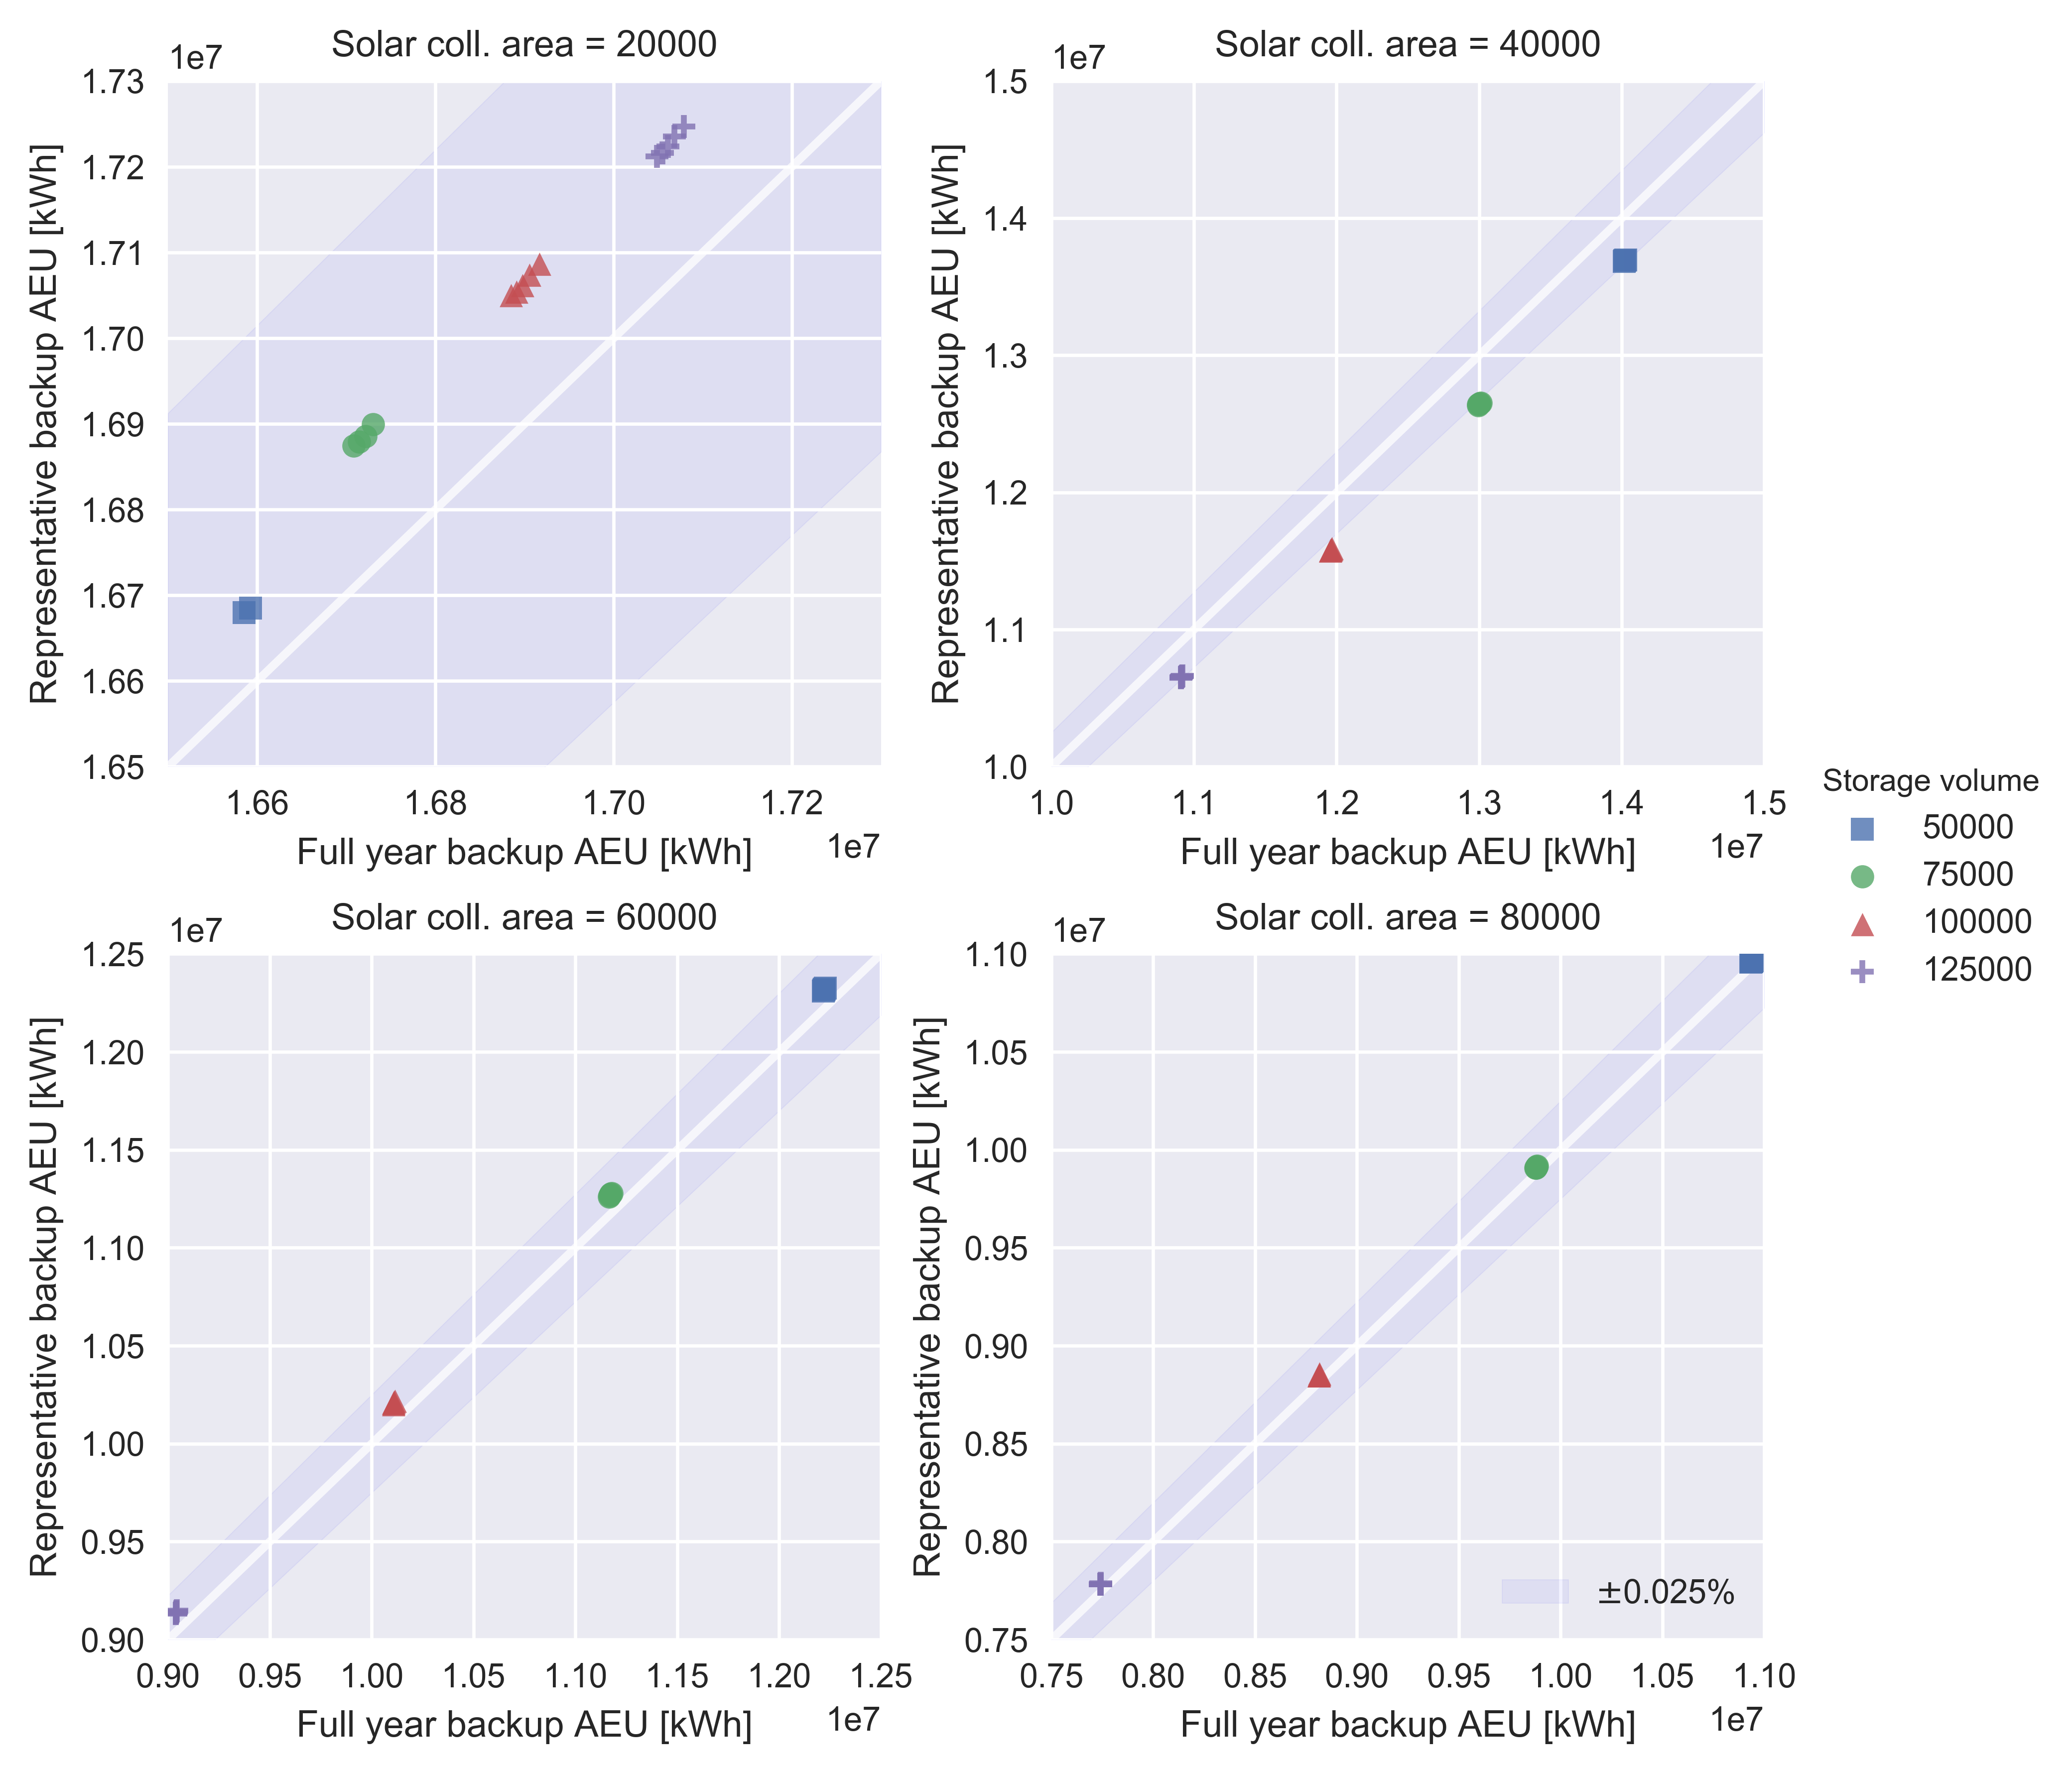 Solar coll. area = 20000
1e7
1.73
1.72
1.71
1.70
1.69
1.68
1.67
1.66
1.65
Representative backup AEU [kWh]
1.66 1.68 1.70 1.72
Full year backup AEU [kWh]
1e7
Solar coll. area = 40000
1e7
1.5
1.4
1.3
1.2
1.1
1.0
Representative backup AEU [kWh]
1.0 1.1 1.2 1.3 1.4 1.5
Full year backup AEU [kWh]
1e7
Storage volume
50000
75000
100000
125000
Solar coll. area = 60000
1e7
1.25
1.20
1.15
1.10
1.05
1.00
0.95
0.90
Representative backup AEU [kWh]
0.90 0.95 1.00 1.05 1.10 1.15 1.20 1.25
Full year backup AEU [kWh]
1e7
Solar coll. area = 80000
1e7
1.10
1.05
1.00
0.95
0.90
0.85
0.80
0.75
Representative backup AEU [kWh]
±0.025%
0.75 0.80 0.85 0.90 0.95 1.00 1.05 1.10
Full year backup AEU [kWh]
1e7